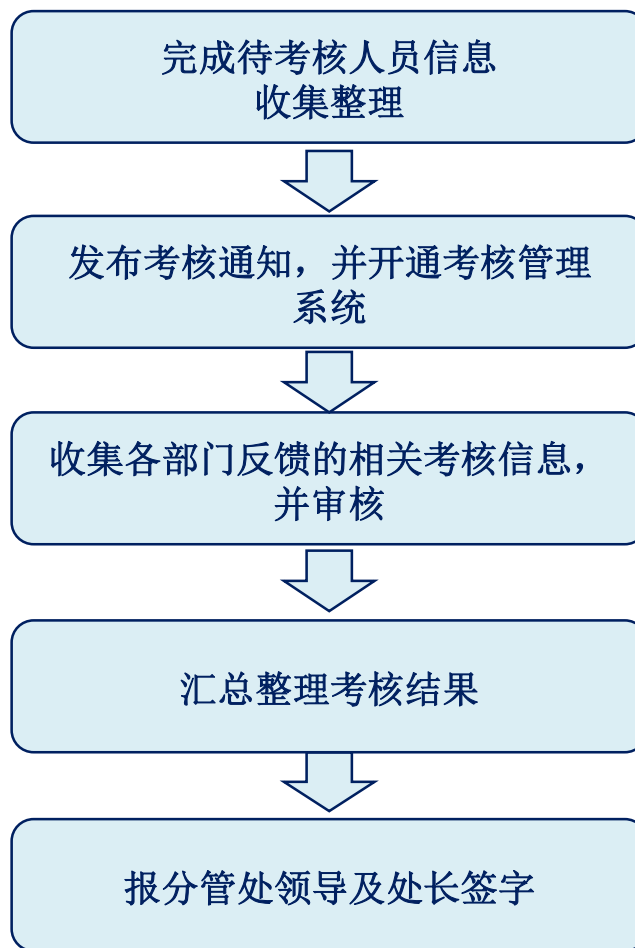 完成待考核人员信息
收集整理
发布考核通知，并开通考核管理
系统
收集各部门反馈的相关考核信息，
并审核
汇总整理考核结果
报分管处领导及处长签字